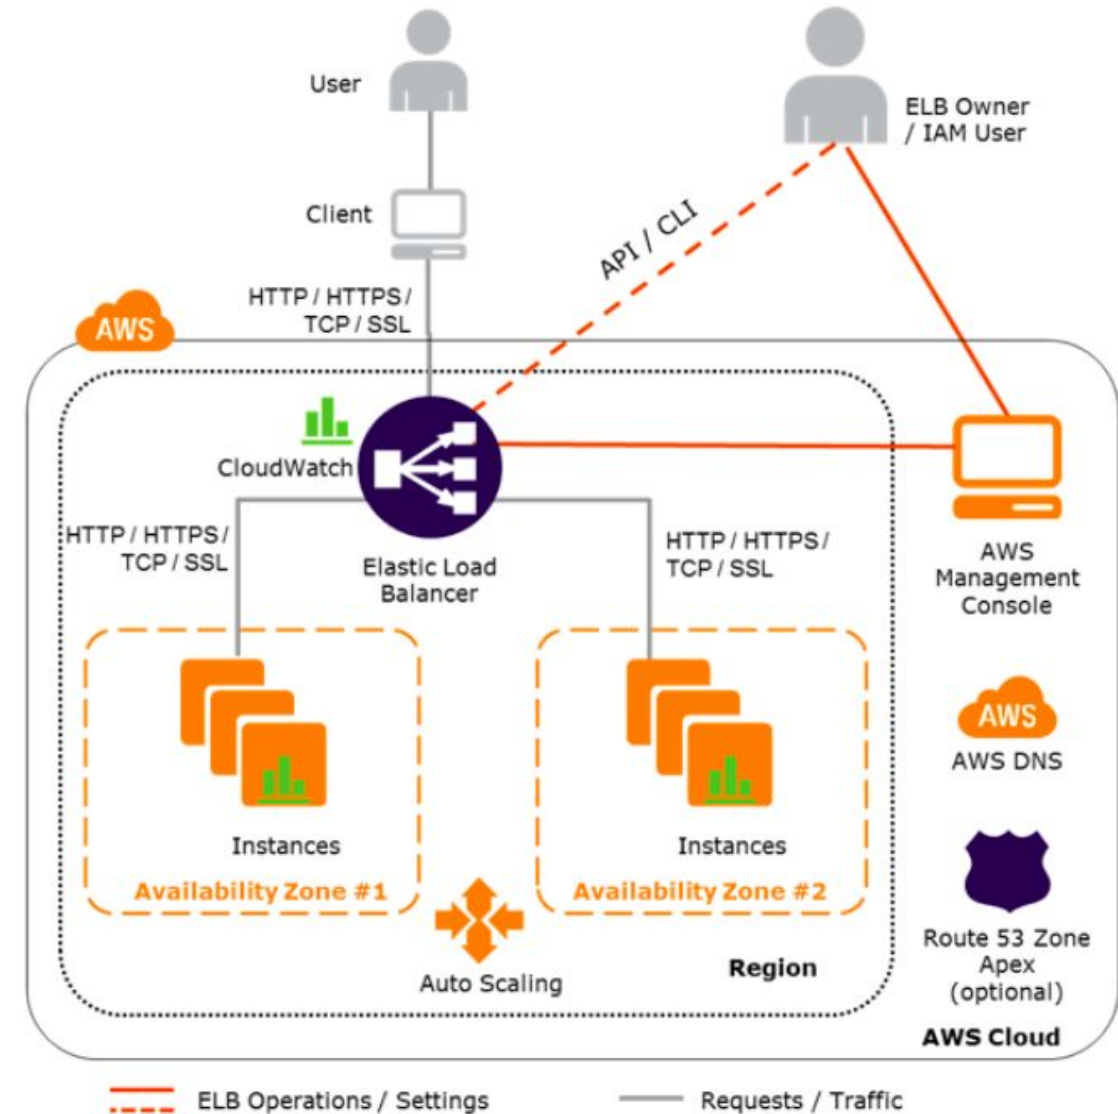 User
ELB Owner
/ IAM User
Client
API / CLI
HTTP / HTTPS /
TCP / SSL
AWS
CloudWatch
HTTP / HTTPS /
TCP / SSL
Elastic Load
Balancer
HTTP / HTTPS /
TCP / SSL
AWS
Management
Console
AWS
AWS DNS
Instances
Availability Zone #1
Instances
Availability Zone #2
Auto Scaling
Region
Route 53 Zone
Apex
(optional)
AWS Cloud
ELB Operations / Settings
Requests / Traffic